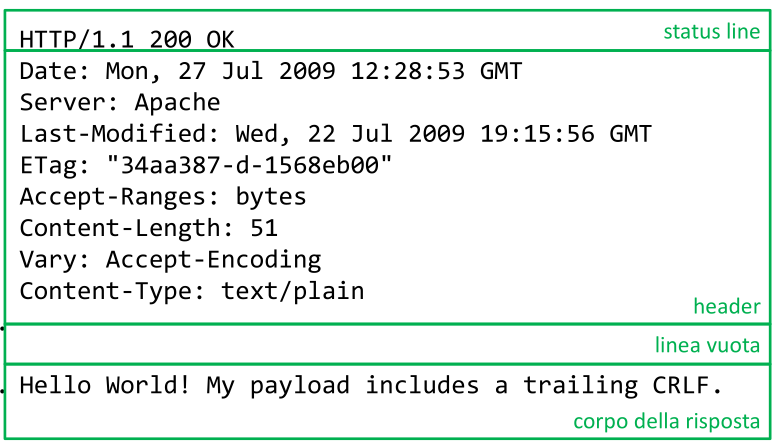 HTTP/1.1 200 OK
status line
Date: Mon, 27 Jul 2009 12:28:53 GMT
Server: Apache
Last-Modified: Wed, 22 Jul 2009 19:15:56 GMT
ETag: "34aa387-d-1568eb00"
Accept-Ranges: bytes
Content-Length: 51
Vary: Accept-Encoding
Content-Type: text/plain
header
linea vuota
Hello World! My payload includes a trailing CRLF.
corpo della risposta